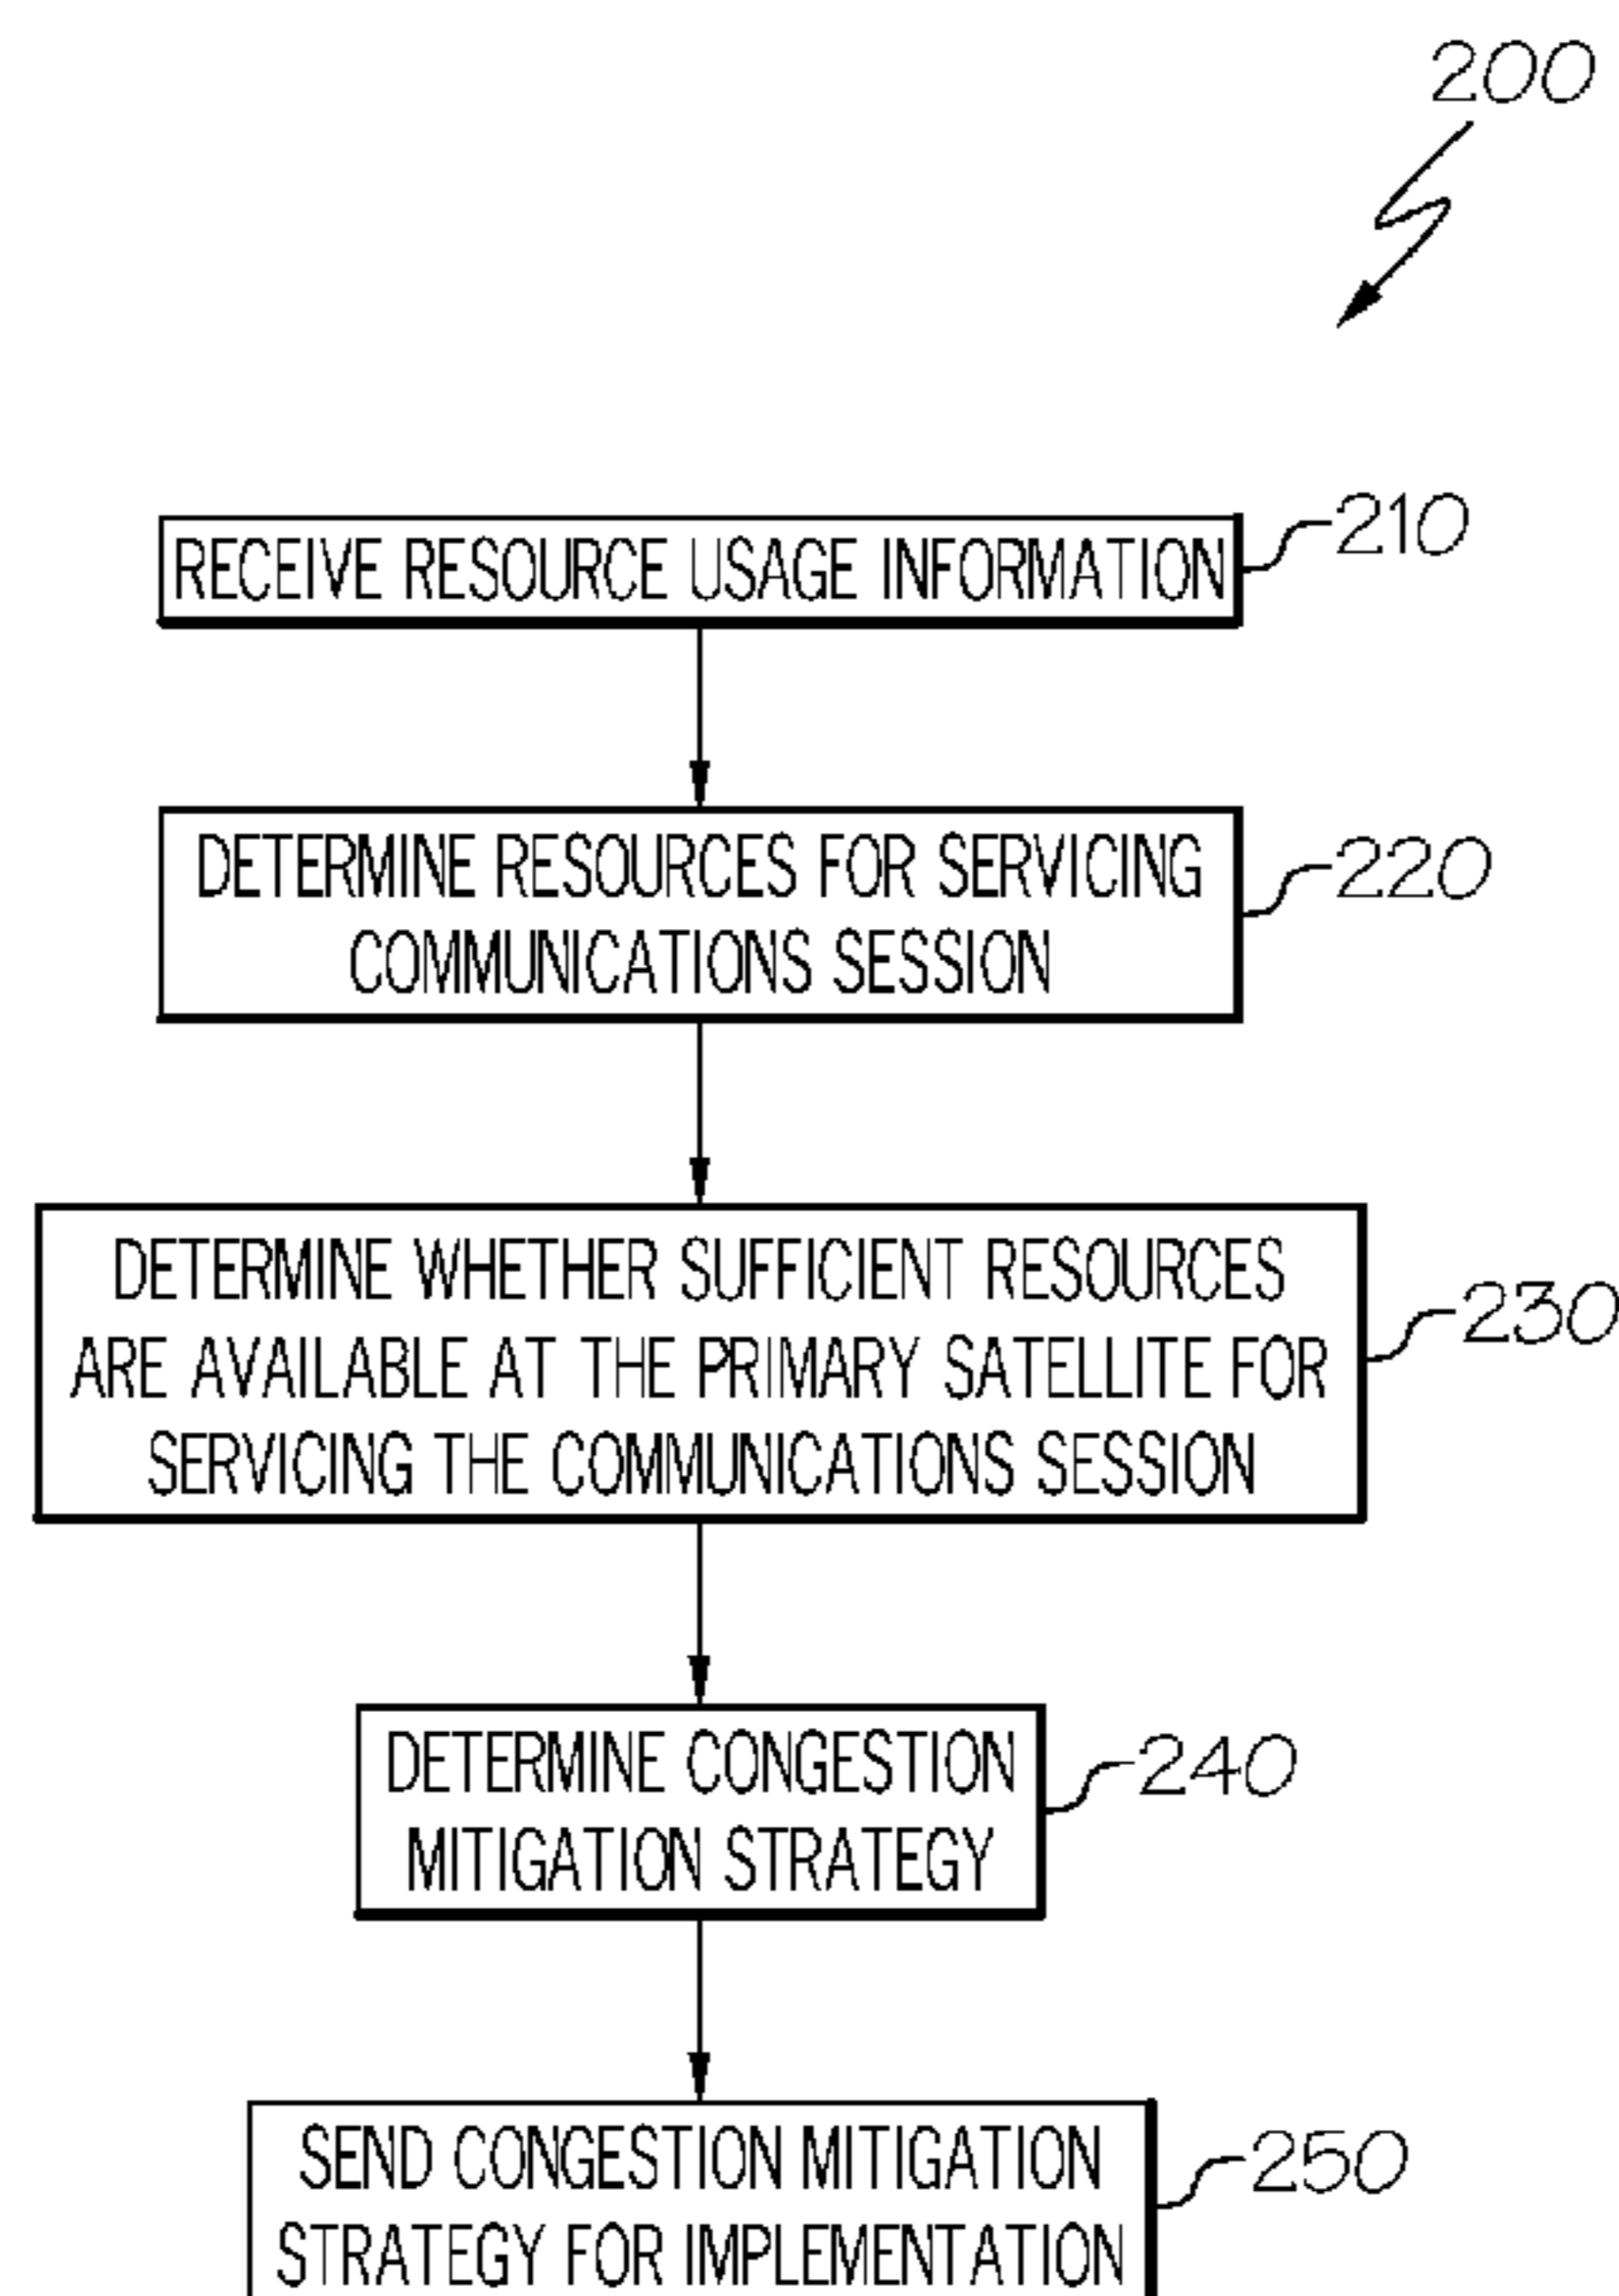 200
RECEIVE RESOURCE USAGE INFORMATION
210
DETERMINE RESOURCES FOR SERVICING
COMMUNICATIONS SESSION
220
DETERMINE WHETHER SUFFICIENT RESOURCES
ARE AVAILABLE AT THE PRIMARY SATELLITE FOR
SERVICING THE COMMUNICATIONS SESSION
230
DETERMINE CONGESTION
MITIGATION STRATEGY
240
SEND CONGESTION MITIGATION
STRATEGY FOR IMPLEMENTATION
250